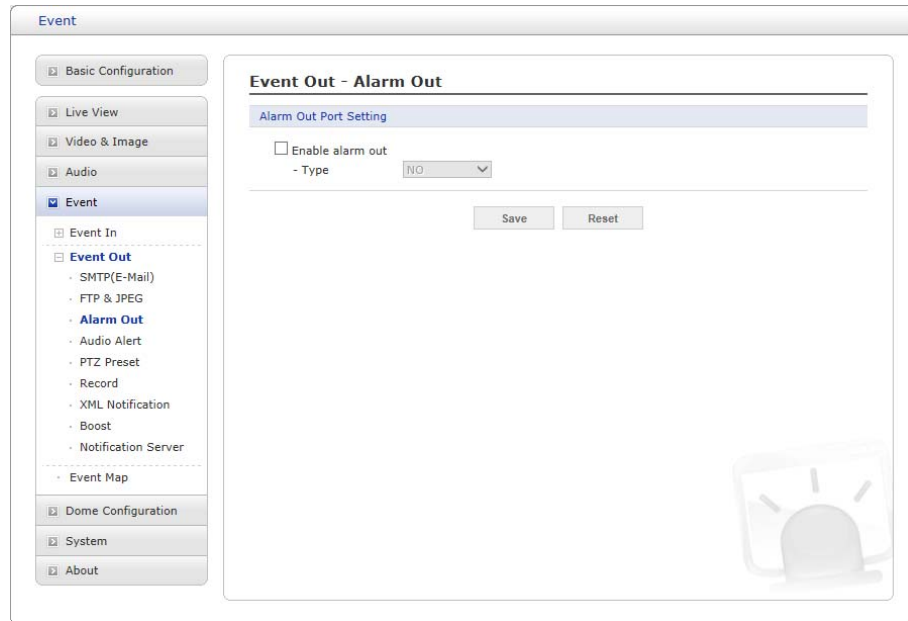 Event
Basic Configuration
Live View
Video & Image
Audio
Event
Event In
Event Out
SMTP(E-Mail)
FTP & JPEG
Alarm Out
Audio Alert
PTZ Preset
Record
XML Notification
Boost
Notification Server
Event Map
Dome Configuration
System
About
Event Out - Alarm Out
Alarm Out Port Setting
Enable alarm out
- Type NO
Save Reset